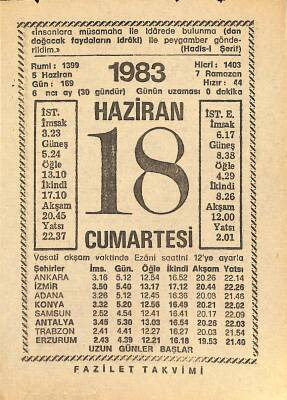 «İnsanlara müsamaha ile idârede bulunma (dan
doğacak faydaların idrâki) ile peygamber gönde-
rildim.» (Hadis-i Şerif)
Rumi : 1399
5 Haziran
Gün : 169
1983
Hicri : 1403
7 Ramazan
Hızır : 44
6 ncı ay (30 gündür) Günün uzaması: 0 dakika
HAZİRAN
18
CUMARTESİ
İST.
İmsak
3.23
Güneş
5.24
Öğle
13.10
İkindi
17.10
Akşam
20.45
Yatsı
22.37
İST. E.
İmsak
6.17
Güneş
8.38
Öğle
4.29
İkindi
8.26
Akşam
12.00
Yatsı
2.01
Vasati akşam vaktinde Ezâni saatini 12'ye ayarla
Şehirler İms. Gün. Öğle İkindi Akşam Yatsı
ANKARA 3.16 5.12 12.54 16.52 20.26 22.14
İZMİR 3.50 5.40 13.17 17.12 20.44 22.26
ADANA 3.26 5.12 12.45 16.36 20.03 21.46
KONYA 3.32 5.20 12.56 16.49 20.21 22.02
SAMSUN 2.52 4.54 12.41 16.41 20.17 22.09
ANTALYA 3.45 5.30 13.03 16.54 20.26 22.03
TRABZON 2.41 4.41 12.27 16.27 20.03 21.54
ERZURUM 2.43 4.39 12.21 16.18 19.53 21.40
UZUN GÜNLER BAŞLAR
FAZİLET TAKVİMİ